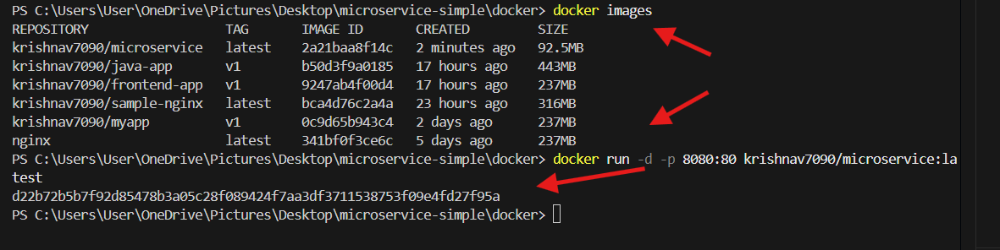 PS C:\Users\User\OneDrive\Pictures\Desktop\microservice-simple\docker> docker images
REPOSITORY TAG IMAGE ID CREATED SIZE
krishnav7090/microservice latest 2a21baa8f14c 2 minutes ago 92.5MB
krishnav7090/java-app v1 b50d3f9a0185 17 hours ago 443MB
krishnav7090/frontend-app v1 9247ab4f00d4 17 hours ago 237MB
krishnav7090/sample-nginx latest bca4d76c2a4a 23 hours ago 316MB
krishnav7090/myapp v1 0c9d65b943c4 2 days ago 237MB
nginx latest 341bf0f3ce6c 5 days ago 237MB
PS C:\Users\User\OneDrive\Pictures\Desktop\microservice-simple\docker> docker run -d -p 8080:80 krishnav7090/microservice:la
test
d22b72b5b7f92d85478b3a05c28f089424f7aa3df3711538753f09e4fd27f95a
PS C:\Users\User\OneDrive\Pictures\Desktop\microservice-simple\docker>